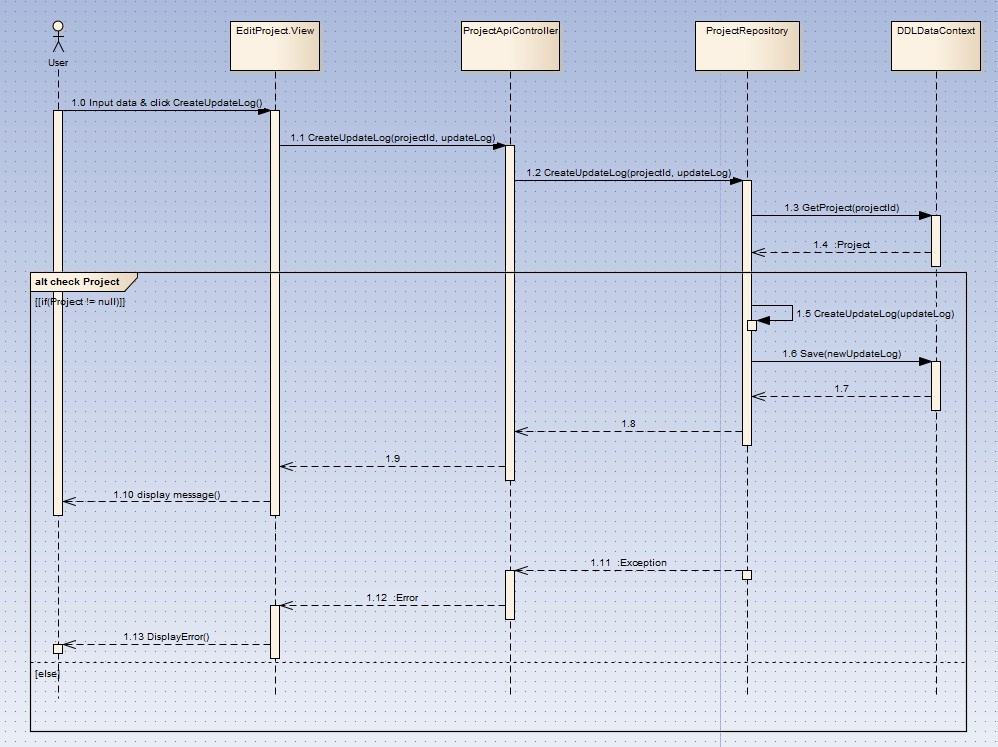 User
EditProject.View
ProjectApiController
ProjectRepository
DDLDataContext
1.0 Input data & click CreateUpdateLog()
1.1 CreateUpdateLog(projectId, updateLog)
1.2 CreateUpdateLog(projectId, updateLog)
1.3 GetProject(projectId)
1.4 :Project
alt check Project
[[if(Project != null)]]
1.5 CreateUpdateLog(updateLog)
1.6 Save(newUpdateLog)
1.7
1.8
1.9
1.10 display message()
1.11 :Exception
1.12 :Error
1.13 DisplayError()
[else]